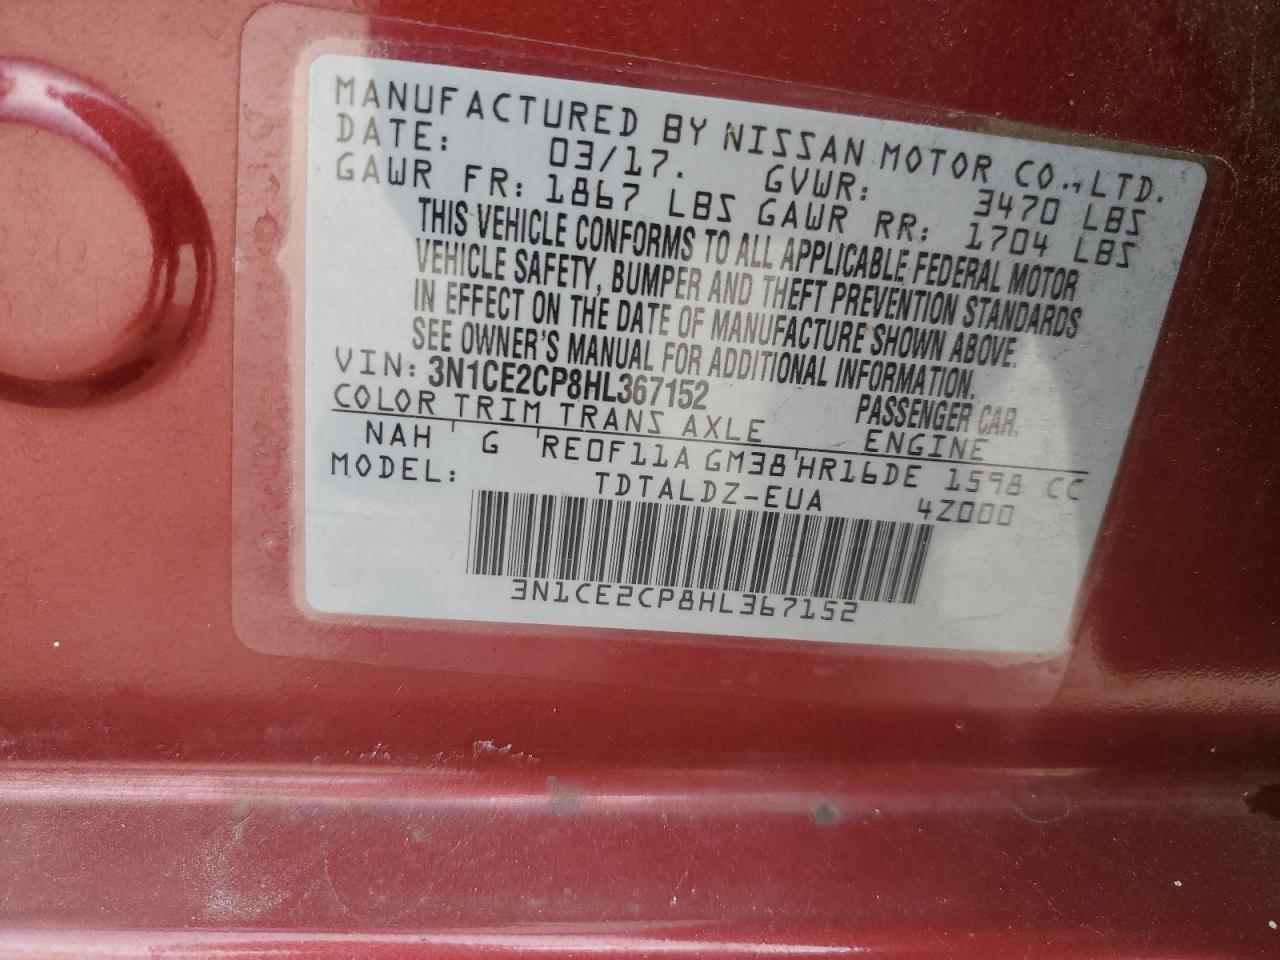 MANUFACTURED BY NISSAN MOTOR CO., LTD.
DATE: 03/17. GVWR: 3470 LBS
GAWR FR: 1867 LBS GAWR RR: 1704 LBS
THIS VEHICLE CONFORMS TO ALL APPLICABLE FEDERAL MOTOR
VEHICLE SAFETY, BUMPER AND THEFT PREVENTION STANDARDS
IN EFFECT ON THE DATE OF MANUFACTURE SHOWN ABOVE.
SEE OWNER'S MANUAL FOR ADDITIONAL INFORMATION.
VIN: 3N1CE2CP8HL367152 PASSENGER CAR.
COLOR TRIM TRANS AXLE ENGINE
NAH G RE0F11A GM38 HR16DE 1598 CC
MODEL: TDTALDZ-EUA 4Z000
3N1CE2CP8HL367152